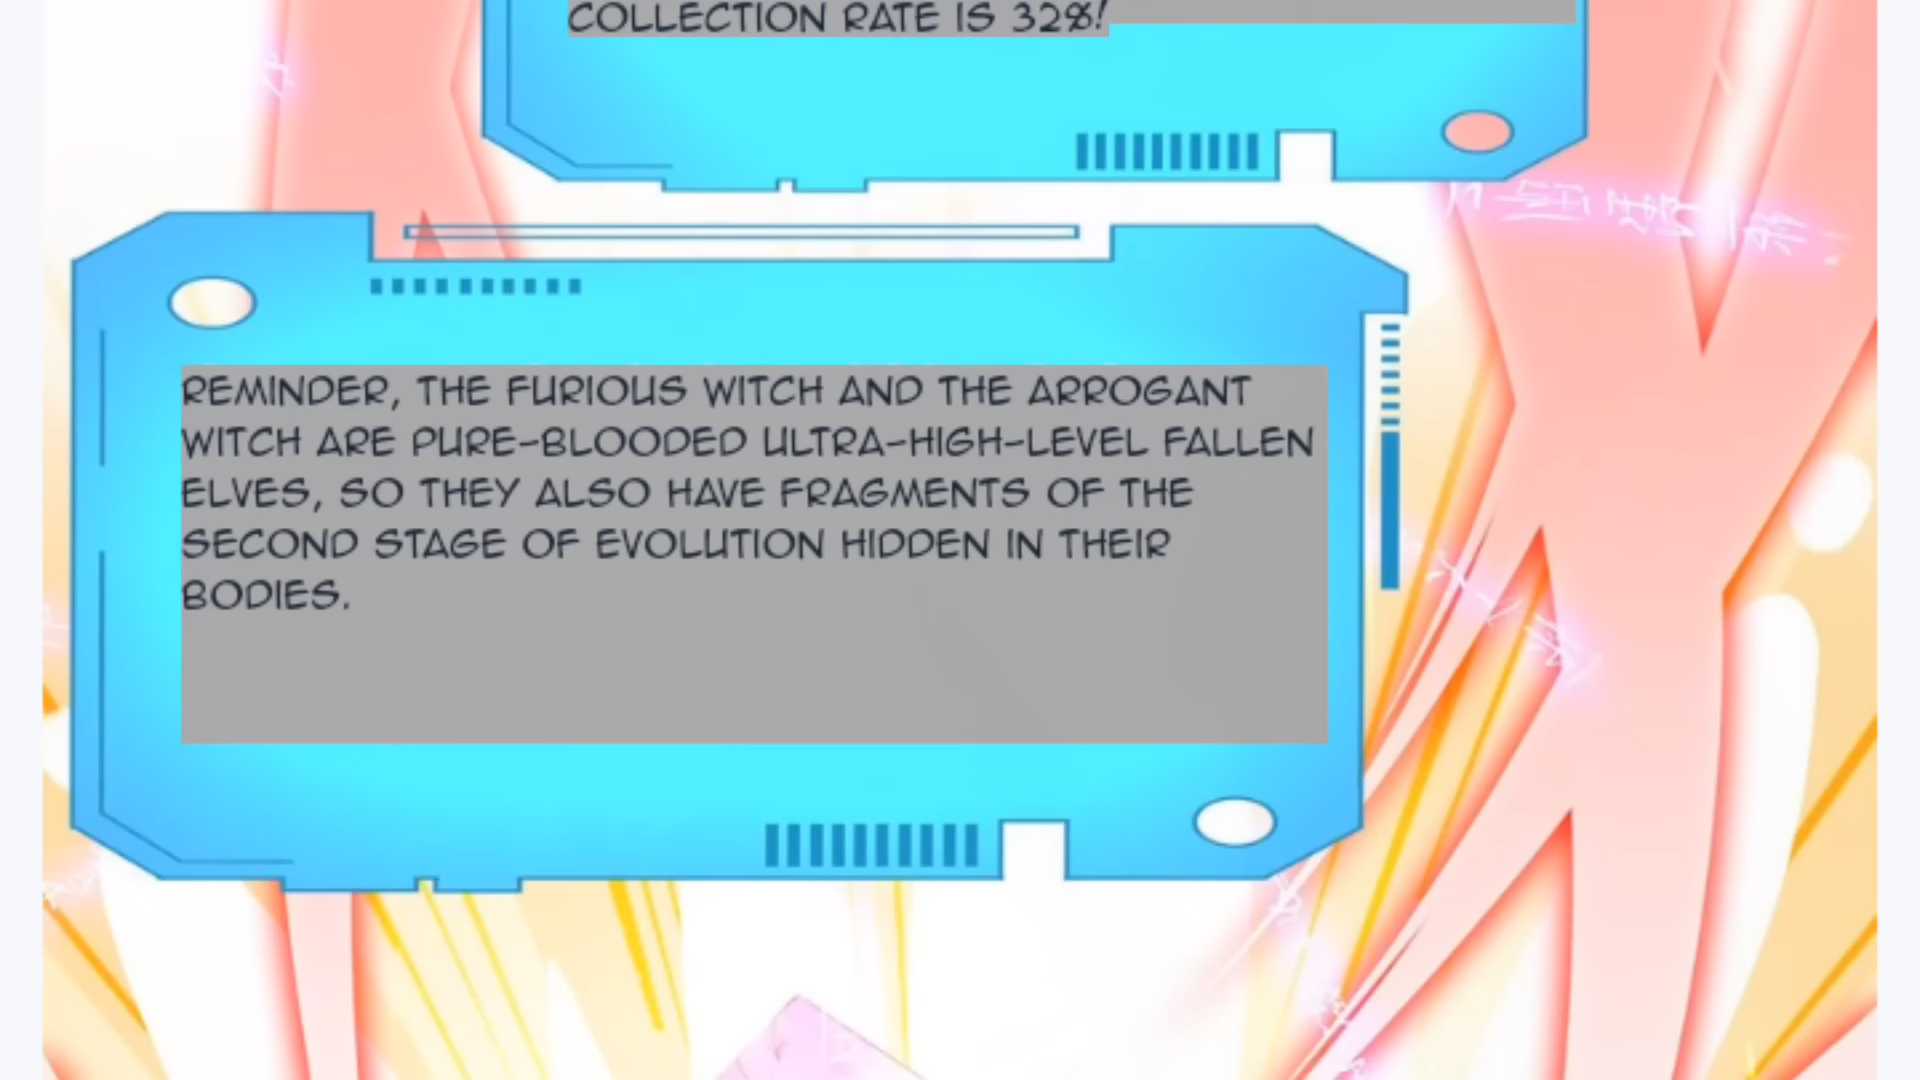 COLLECTION RATE IS 32%!
REMINDER, THE FURIOUS WITCH AND THE ARROGANT
WITCH ARE PURE-BLOODED ULTRA-HIGH-LEVEL FALLEN
ELVES, SO THEY ALSO HAVE FRAGMENTS OF THE
SECOND STAGE OF EVOLUTION HIDDEN IN THEIR
BODIES.